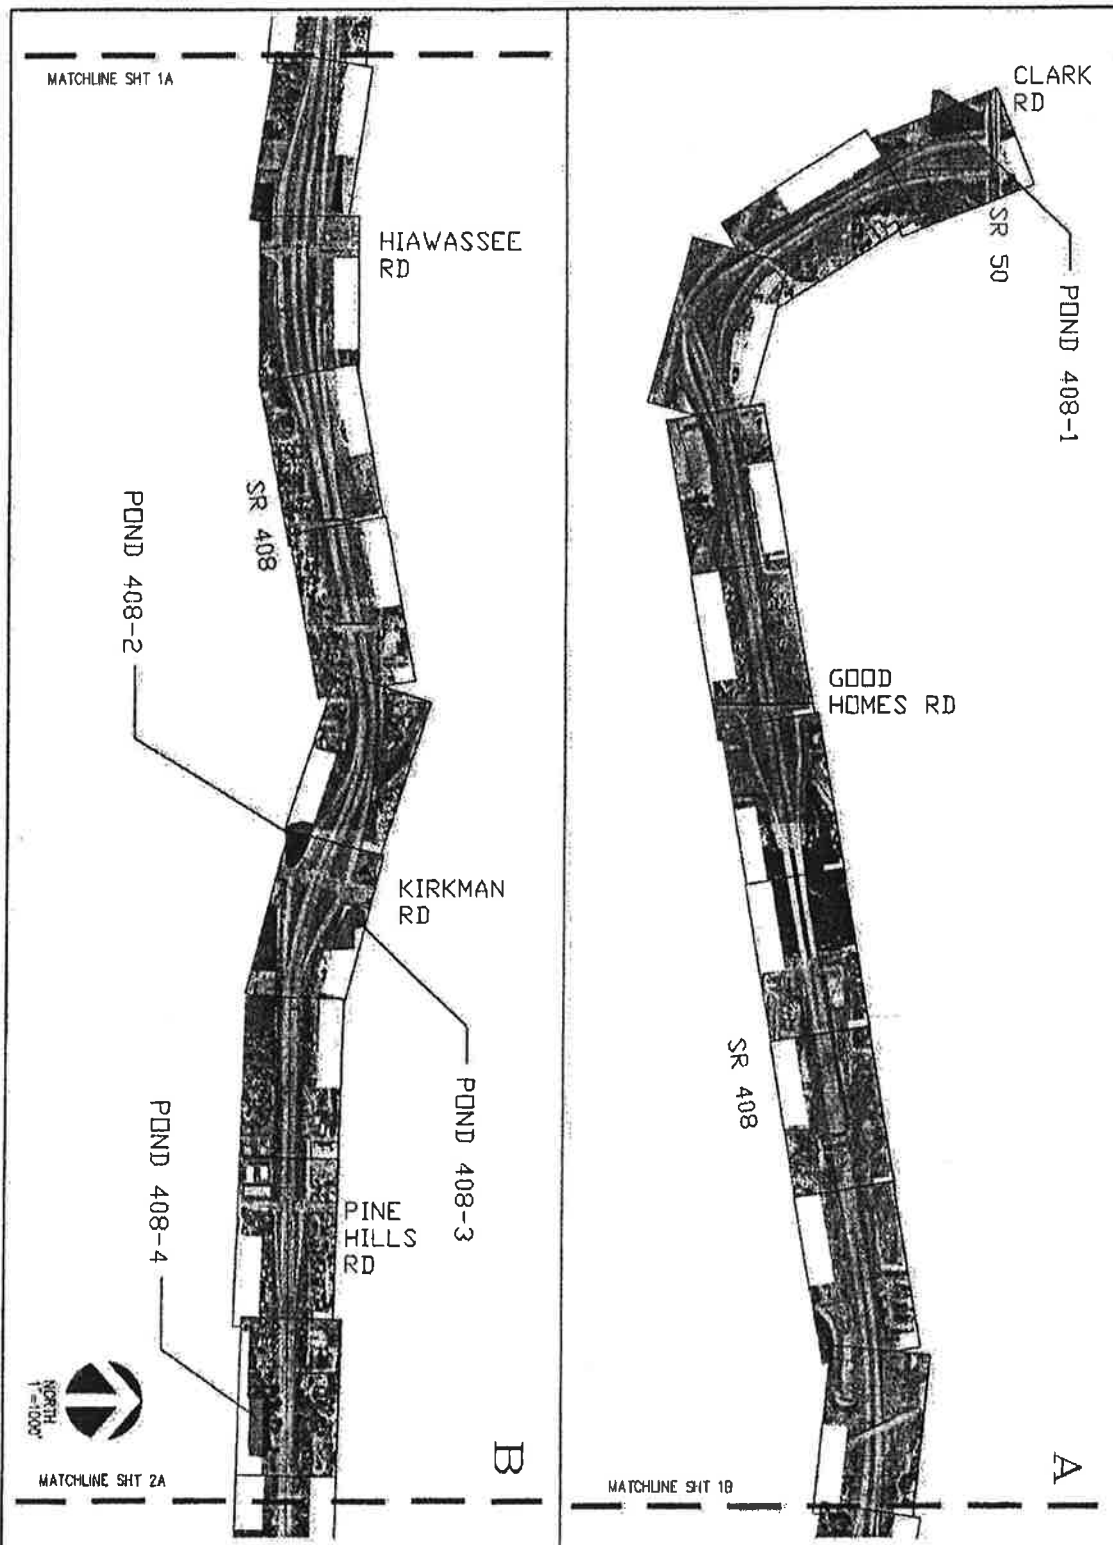 MATCHLINE SHT 1A
HIAWASSEE
RD
SR 408
POND 408-2
KIRKMAN
RD
POND 408-3
PINE
HILLS
RD
POND 408-4
NORTH
1"=1000'
MATCHLINE SHT 2A
B
CLARK
RD
SR 50
POND 408-1
GOOD
HOMES RD
SR 408
MATCHLINE SHT 1B
A